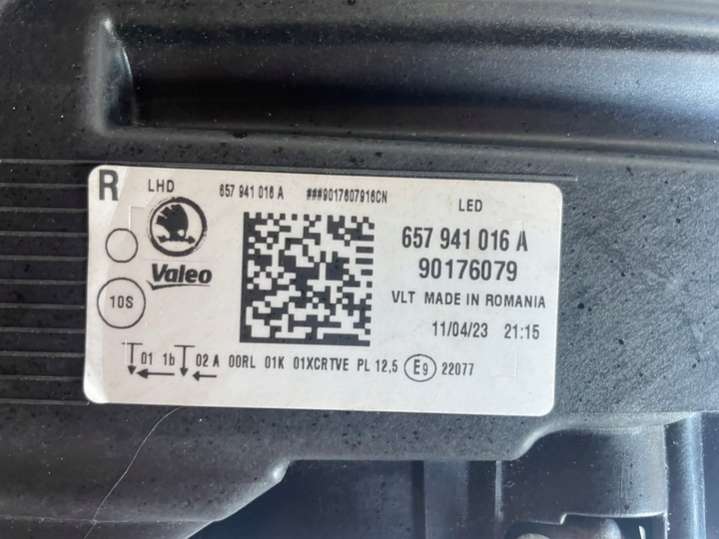 R LHD 657 941 016 A ###9017607916CN LED
657 941 016 A
Valeo
90176079
10S
VLT MADE IN ROMANIA
11/04/23 21:15
01 1b 02 A 00RL 01K 01XCRTVE PL 12,5 E9 22077